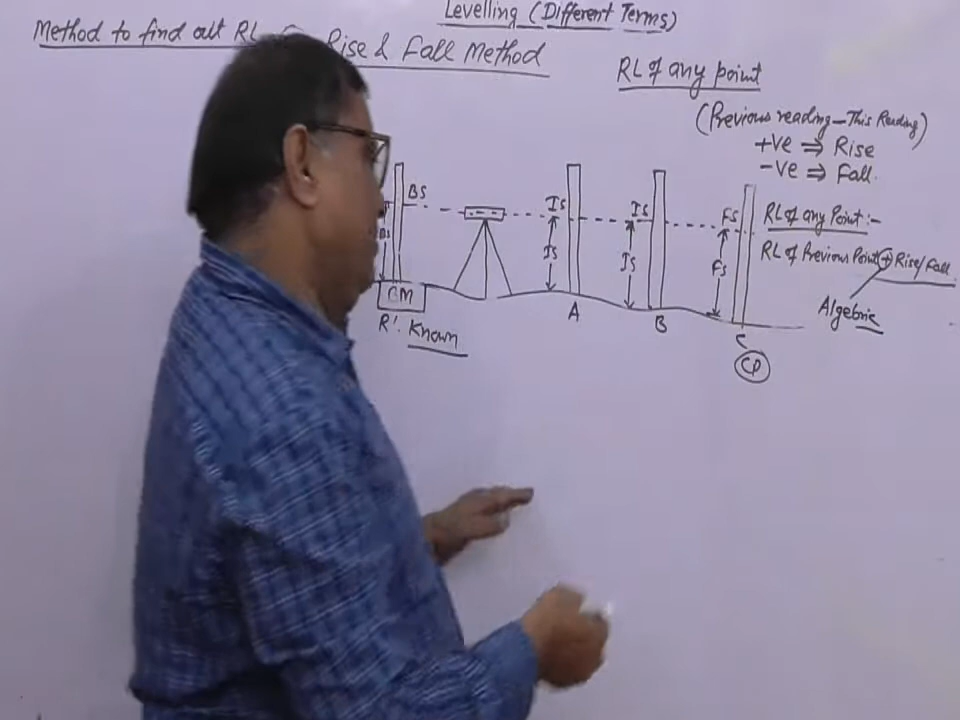 Levelling (Different Terms)
Method to find out RL
Rise & Fall Method
RL of any point
(Previous reading - This Reading)
+ve ⇒ Rise
-ve ⇒ Fall.
BS
IS
IS
FS
RL of any Point:-
BS
IS
IS
FS
RL of Previous Point + Rise/Fall
Algebric
BM
A
B
C
Known
CP